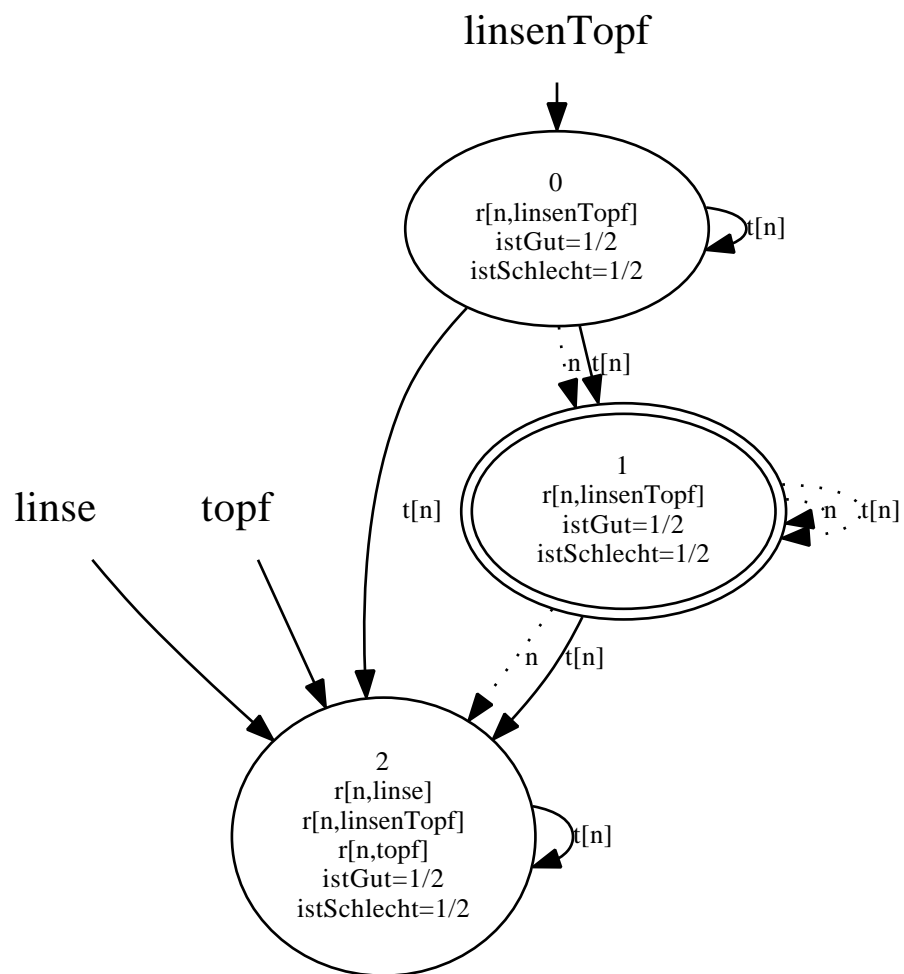 linsenTopf
0
r[n,linsenTopf]
istGut=1/2
istSchlecht=1/2
t[n]
n
t[n]
t[n]
1
r[n,linsenTopf]
istGut=1/2
istSchlecht=1/2
n
t[n]
linse
topf
n
t[n]
2
r[n,linse]
r[n,linsenTopf]
r[n,topf]
istGut=1/2
istSchlecht=1/2
t[n]